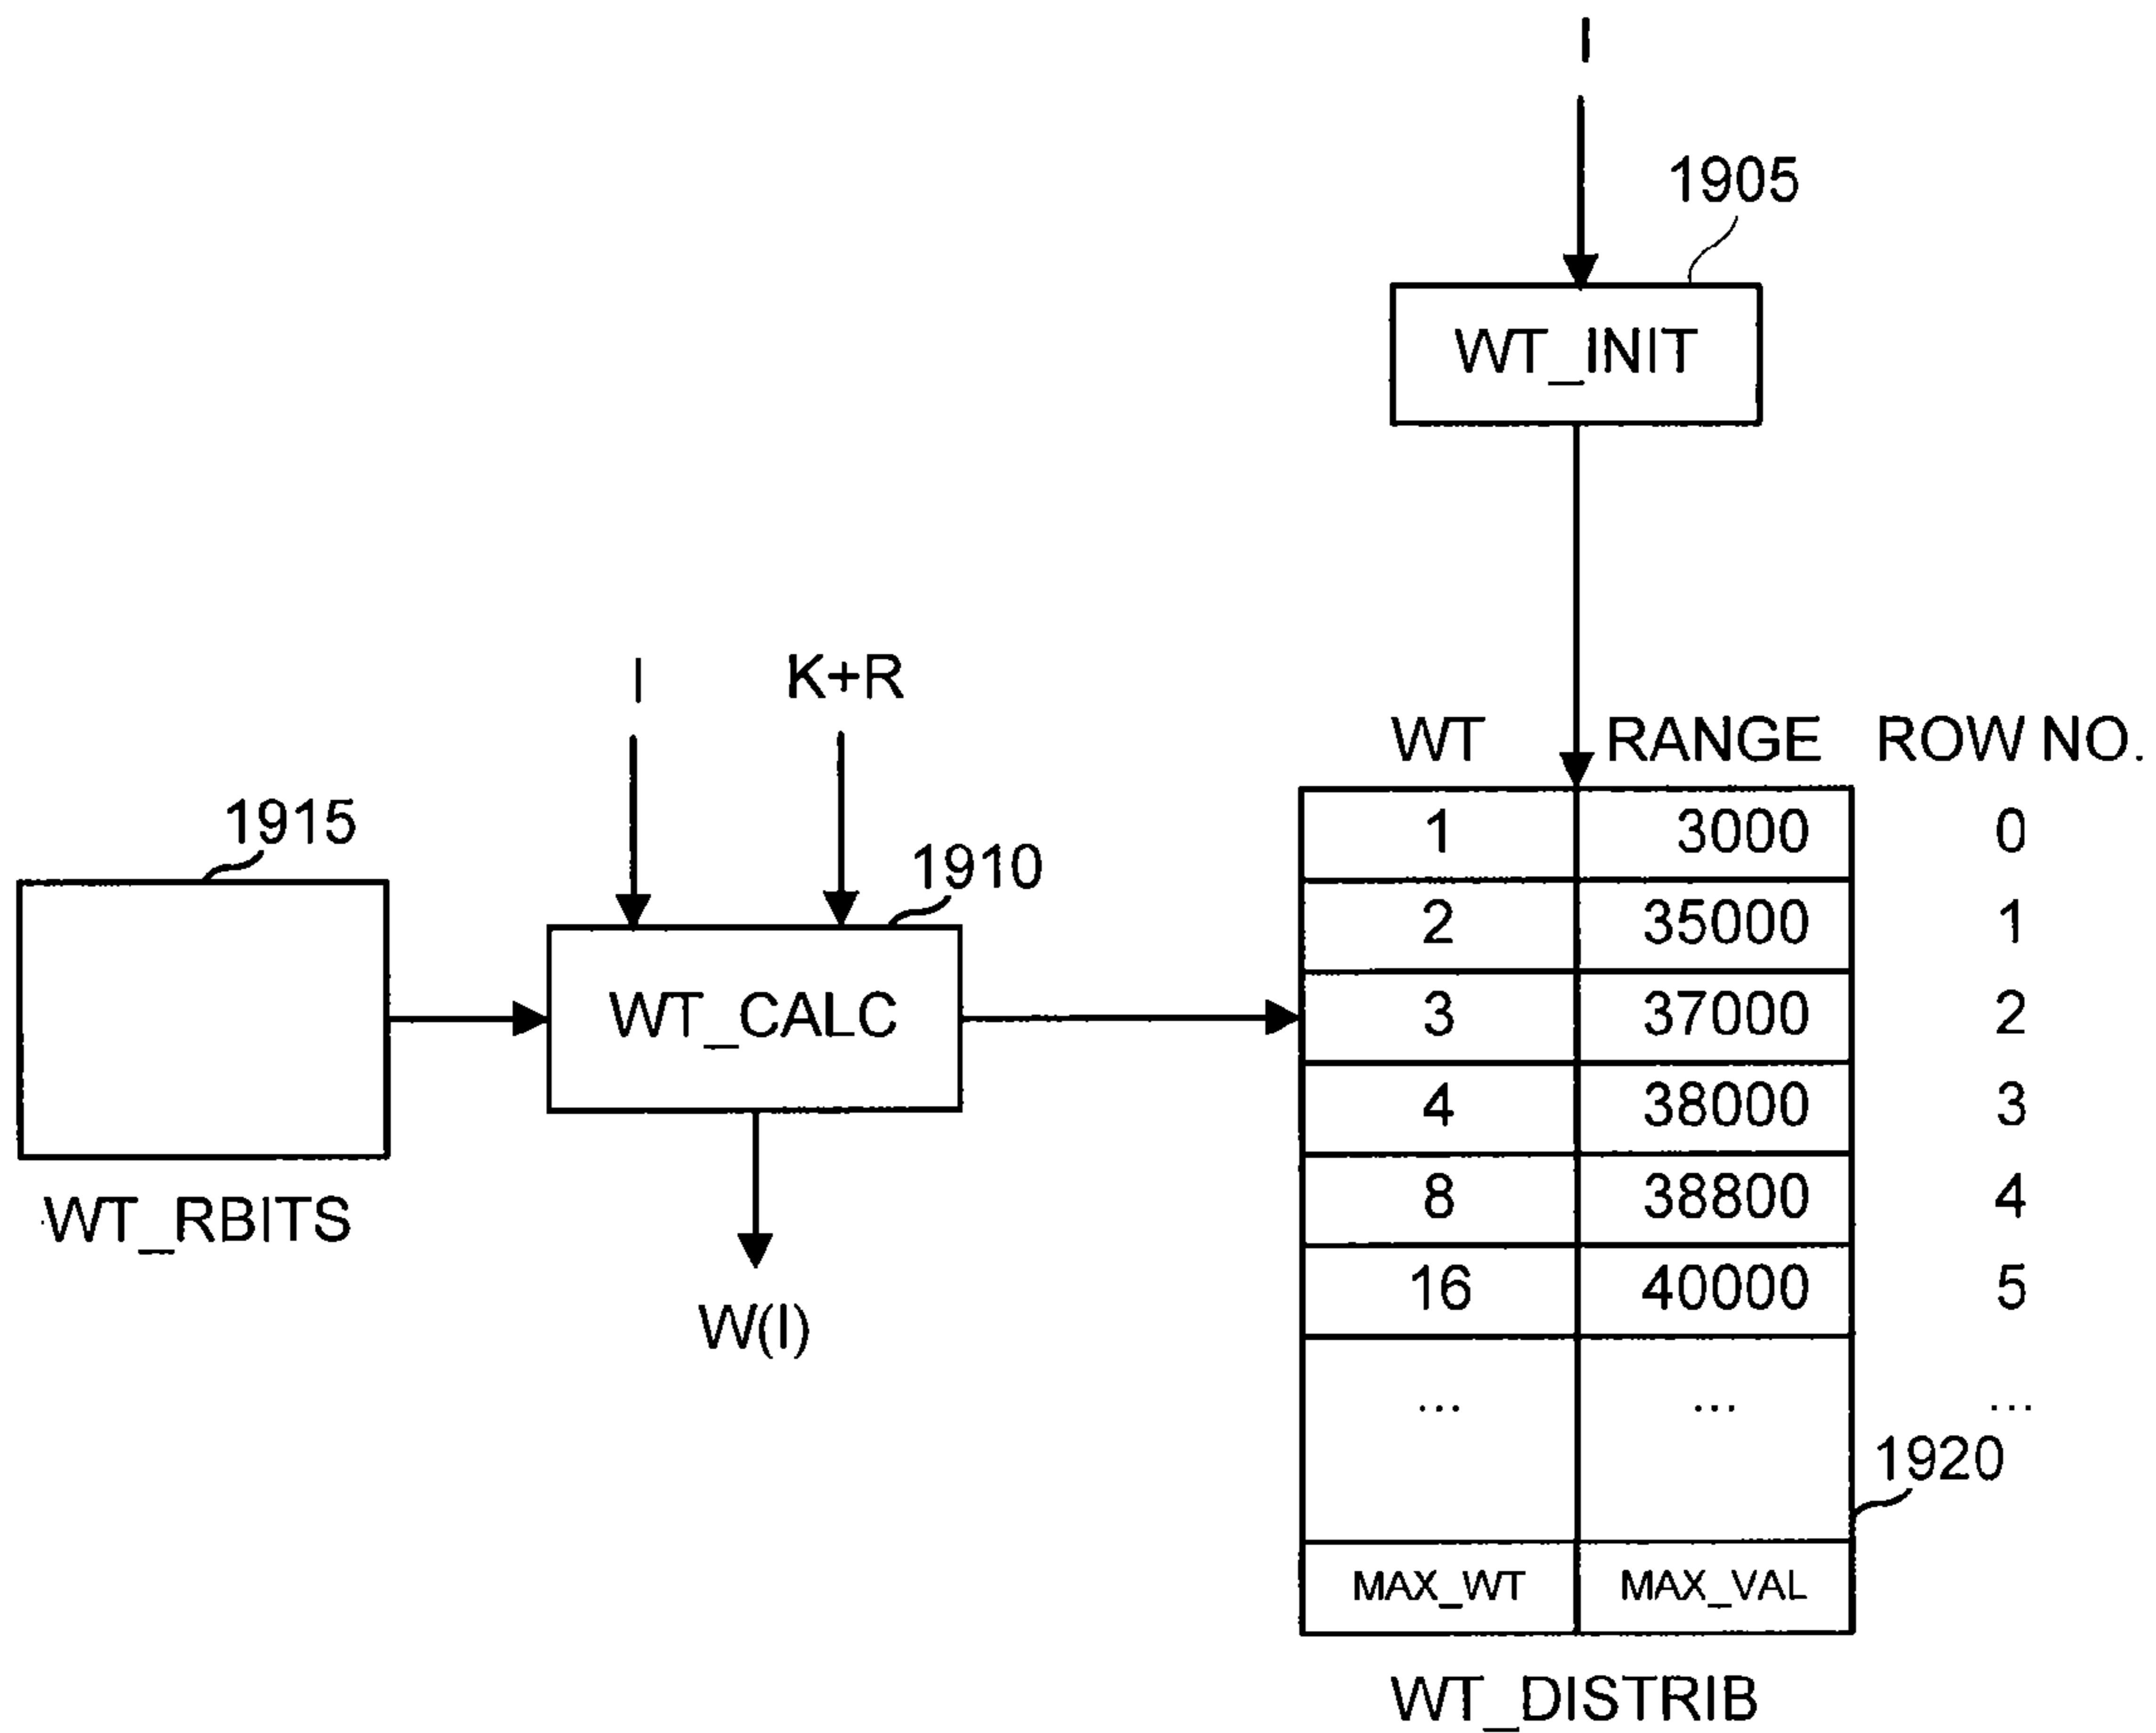 I
1905
WT_INIT
I K+R
WT RANGE ROW NO.
1915
1 3000 0
1910
2 35000 1
WT_CALC
3 37000 2
4 38000 3
8 38800 4
WT_RBITS
16 40000 5
W(I)
... ... ...
1920
MAX_WT MAX_VAL
WT_DISTRIB